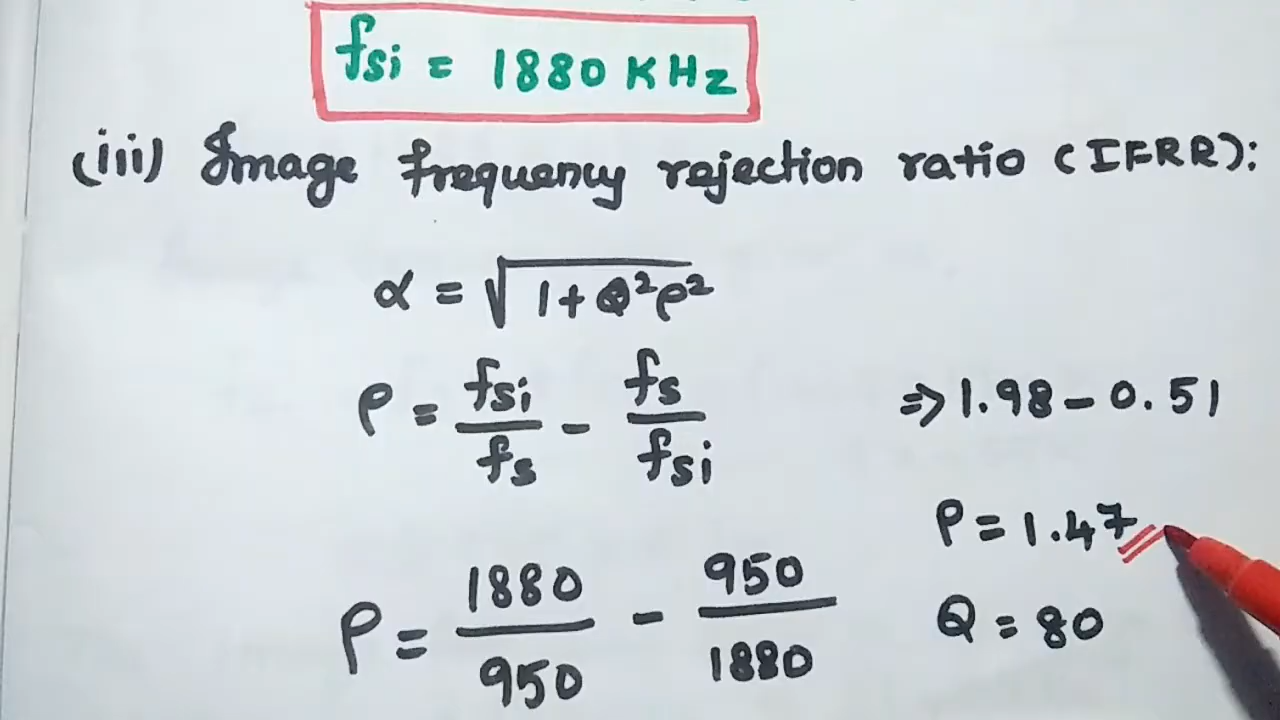 fsi = 1880 KHz
(iii) Image frequency rejection ratio (IFRR):
α = √1+Q²ρ²
ρ = fsi/fs - fs/fsi
⇒ 1.98 - 0.51
ρ = 1.47
ρ = 1880/950 - 950/1880
Q = 80